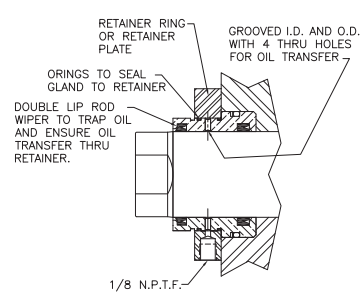 RETAINER RING
OR RETAINER
PLATE
GROOVED I.D. AND O.D.
WITH 4 THRU HOLES
FOR OIL TRANSFER
ORINGS TO SEAL
GLAND TO RETAINER
DOUBLE LIP ROD
WIPER TO TRAP OIL
AND ENSURE OIL
TRANSFER THRU
RETAINER.
1/8 N.P.T.F.